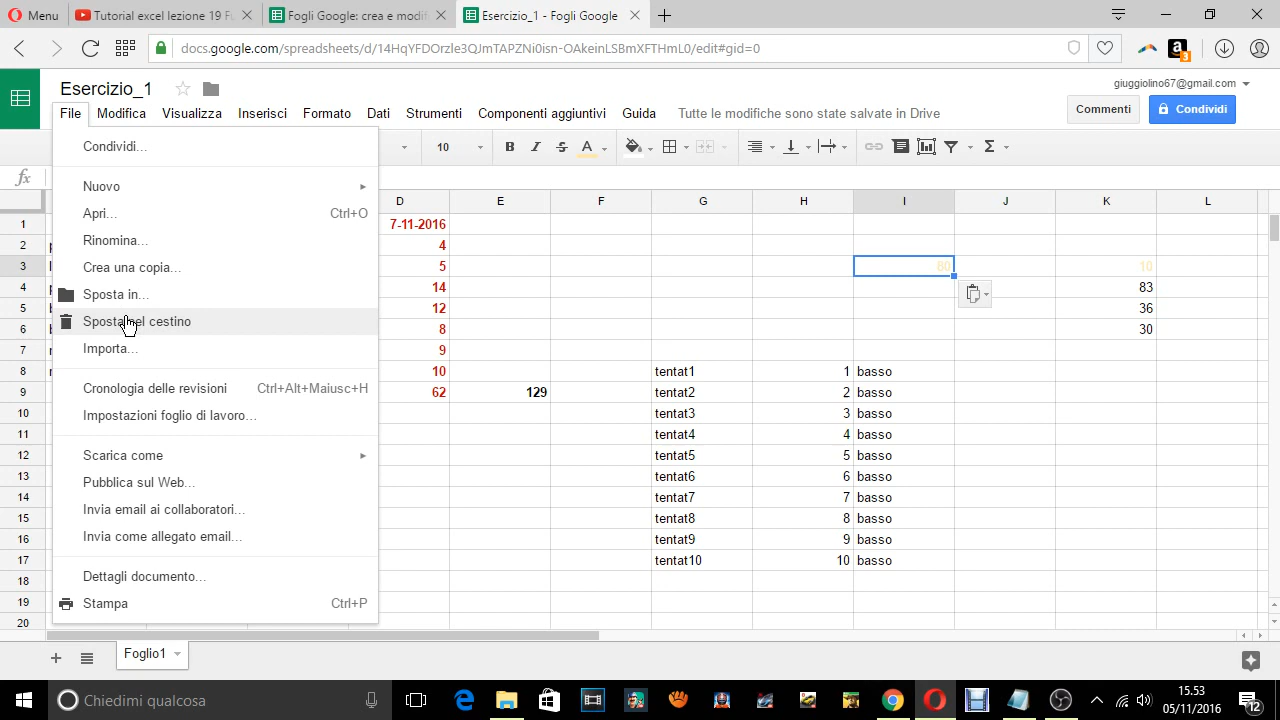 Menu
Tutorial excel lezione 19 Fu
Fogli Google: crea e modifi
Esercizio_1 - Fogli Google
docs.google.com/spreadsheets/d/14HqYFDOrzIe3QJmTAPZNi0isn-OAkeinLSBmXFTHmL0/edit#gid=0
3
Esercizio_1
giuggiolino67@gmail.com
File Modifica Visualizza Inserisci Formato Dati Strumenti Componenti aggiuntivi Guida Tutte le modifiche sono state salvate in Drive
Commenti
Condividi
10 B I S A Σ
fx
D E F G H I J K L
1 7-11-2016
2 4
3 5 80 10
4 14 83
5 12 36
6 8 30
7 9
8 10 tentat1 1 basso
9 62 129 tentat2 2 basso
10 tentat3 3 basso
11 tentat4 4 basso
12 tentat5 5 basso
13 tentat6 6 basso
14 tentat7 7 basso
15 tentat8 8 basso
16 tentat9 9 basso
17 tentat10 10 basso
18
19
20
Condividi...
Nuovo
Apri... Ctrl+O
Rinomina...
Crea una copia...
Sposta in...
Sposta nel cestino
Importa...
Cronologia delle revisioni Ctrl+Alt+Maiusc+H
Impostazioni foglio di lavoro...
Scarica come
Pubblica sul Web...
Invia email ai collaboratori...
Invia come allegato email...
Dettagli documento...
Stampa Ctrl+P
Foglio1
Chiedimi qualcosa
15.53
05/11/2016
12